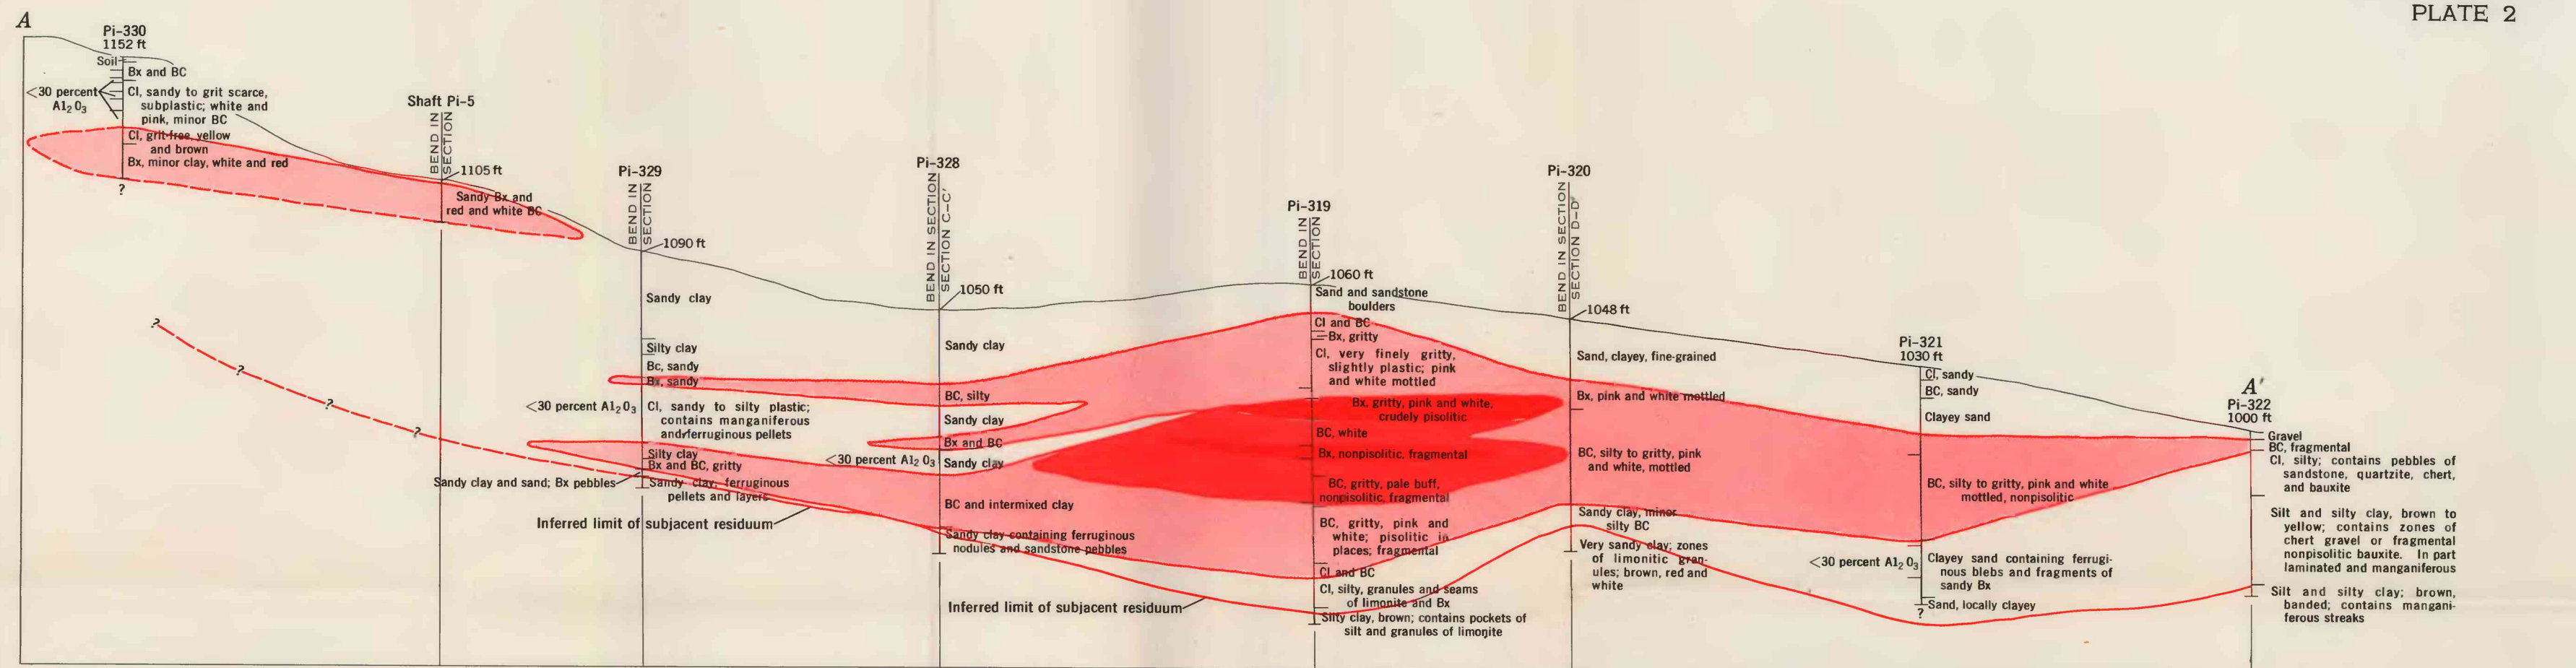 PLATE 2
A
Pi-330
1152 ft
Soil
Bx and BC
<30 percent
Al2 O3
Cl, sandy to grit scarce,
subplastic; white and
pink, minor BC
Cl, grit-free, yellow
and brown
Bx, minor clay, white and red
?
Shaft Pi-5
BEND IN
SECTION
1105 ft
Sandy Bx and
red and white BC
Pi-329
BEND IN
SECTION
1090 ft
Sandy clay
Silty clay
Bc, sandy
Bx, sandy
<30 percent Al2 O3
Cl, sandy to silty plastic;
contains manganiferous
and/ferruginous pellets
Silty clay
Bx and BC, gritty
Sandy clay and sand; Bx pebbles
Sandy clay, ferruginous
pellets and layers
?
?
?
?
Inferred limit of subjacent residuum
Pi-328
BEND IN SECTION
SECTION C-C'
1050 ft
Sandy clay
BC, silty
Sandy clay
Bx and BC
<30 percent Al2 O3
Sandy clay
BC and intermixed clay
Sandy clay containing ferruginous
nodules and sandstone pebbles
Inferred limit of subjacent residuum
Pi-319
BEND IN
SECTION
1060 ft
Sand and sandstone
boulders
Cl and BC
Bx, gritty
Cl, very finely gritty,
slightly plastic; pink
and white mottled
Bx, gritty, pink and white,
crudely pisolitic
BC, white
Bx, nonpisolitic, fragmental
BC, gritty, pale buff,
nonpisolitic, fragmental
BC, gritty, pink and
white; pisolitic in
places; fragmental
Cl and BC
Cl, silty, granules and seams
of limonite and Bx
Silty clay, brown; contains pockets of
silt and granules of limonite
Pi-320
BEND IN SECTION
SECTION D-D'
1048 ft
Sand, clayey, fine-grained
Bx, pink and white mottled
BC, silty to gritty, pink
and white, mottled
Sandy clay, minor
silty BC
Very sandy clay; zones
of limonitic gran-
ules; brown, red and
white
Pi-321
1030 ft
Cl, sandy
BC, sandy
Clayey sand
BC, silty to gritty, pink and white
mottled, nonpisolitic
<30 percent Al2 O3
Clayey sand containing ferrugi-
nous blebs and fragments of
sandy Bx
Sand, locally clayey
?
A'
Pi-322
1000 ft
Gravel
BC, fragmental
Cl, silty; contains pebbles of
sandstone, quartzite, chert,
and bauxite
Silt and silty clay, brown to
yellow; contains zones of
chert gravel or fragmental
nonpisolitic bauxite. In part
laminated and manganiferous
Silt and silty clay; brown,
banded; contains mangani-
ferous streaks